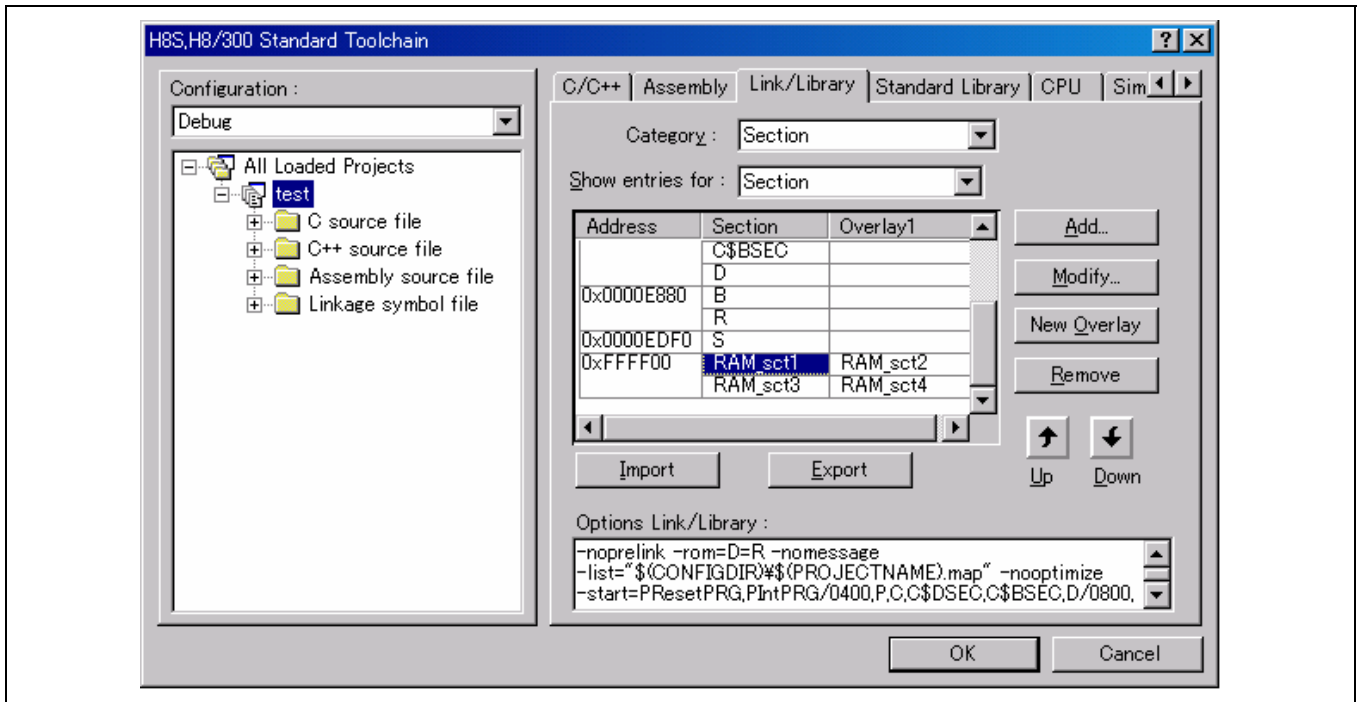 H8S,H8/300 Standard Toolchain
Configuration :
Debug
All Loaded Projects
test
C source file
C++ source file
Assembly source file
Linkage symbol file
C/C++ Assembly Link/Library Standard Library CPU Sim
Category : Section
Show entries for : Section
Address Section Overlay1
C$BSEC
D
0x0000E880 B
R
0x0000EDF0 S
0xFFFF00 RAM_sct1 RAM_sct2
RAM_sct3 RAM_sct4
Add...
Modify...
New Overlay
Remove
Up Down
Import Export
Options Link/Library :
-noprelink -rom=D=R -nomessage
-list="$(CONFIGDIR)¥$(PROJECTNAME).map" -nooptimize
-start=PResetPRG,PIntPRG/0400,P,C,C$DSEC,C$BSEC,D/0800,
OK Cancel